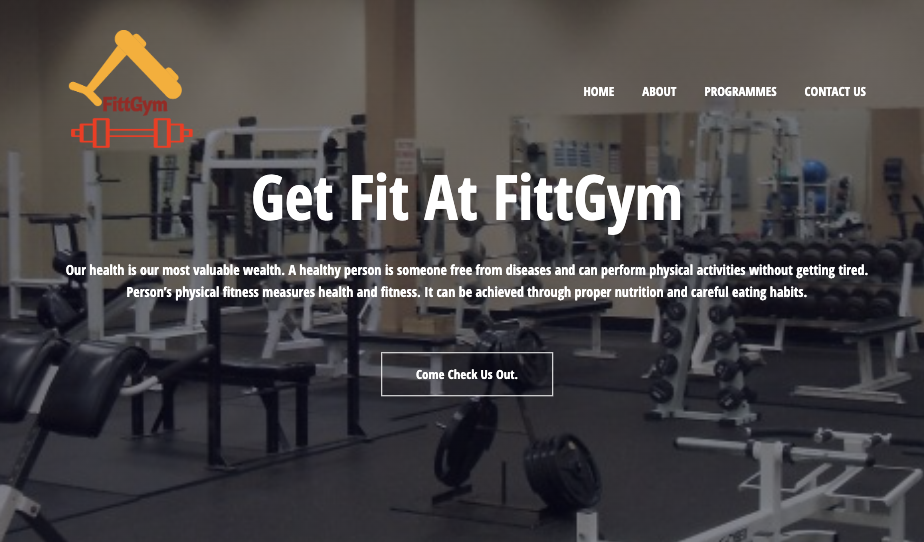 FittGym
HOME ABOUT PROGRAMMES CONTACT US
Get Fit At FittGym
Our health is our most valuable wealth. A healthy person is someone free from diseases and can perform physical activities without getting tired.
Person's physical fitness measures health and fitness. It can be achieved through proper nutrition and careful eating habits.
Come Check Us Out.